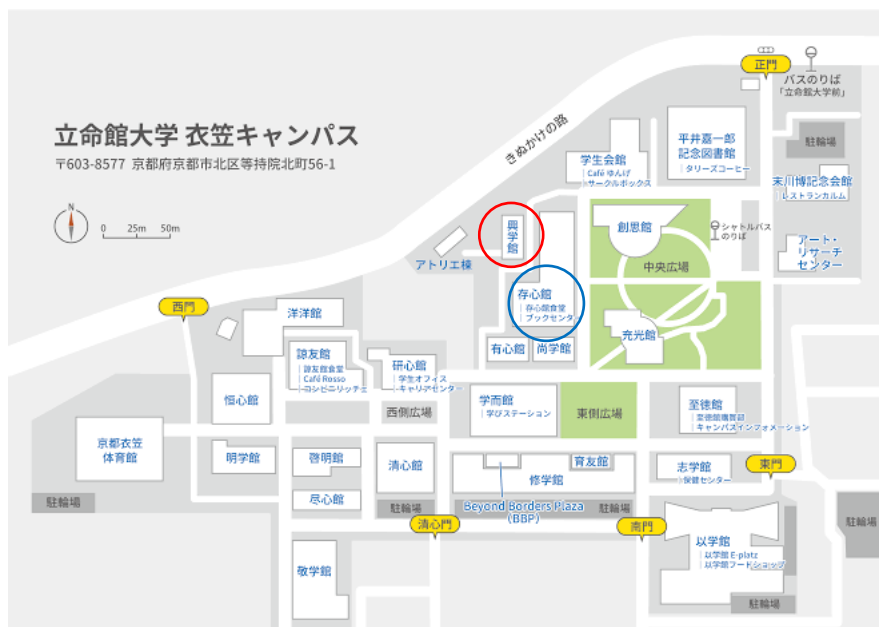 正門
バスのりば
「立命館大学前」
立命館大学 衣笠キャンパス
〒603-8577 京都府京都市北区等持院北町56-1
N
0 25m 50m
きぬかけの路
学生会館
Café ゆんげ
サークルボックス
平井嘉一郎
記念図書館
タリーズコーヒー
駐輪場
末川博記念会館
レストランカルム
興学館
創思館
シャトルバス
のりば
アート・
リサーチ
センター
アトリエ棟
中央広場
存心館
存心館食堂
ブックセンター
西門
洋洋館
充光館
有心館
尚学館
諒友館
諒友館食堂
Café Rosso
コンビニリッチェ
研心館
学生オフィス
キャリアセンター
恒心館
西側広場
学而館
学びステーション
東側広場
至徳館
至徳館購買部
キャンパスインフォメーション
京都衣笠
体育館
明学館
啓明館
清心館
育友館
修学館
志学館
保健センター
東門
駐輪場
尽心館
駐輪場
Beyond Borders Plaza
(BBP)
駐輪場
清心門
南門
駐輪場
以学館
以学館 E-platz
以学館フードショップ
敬学館
駐輪場